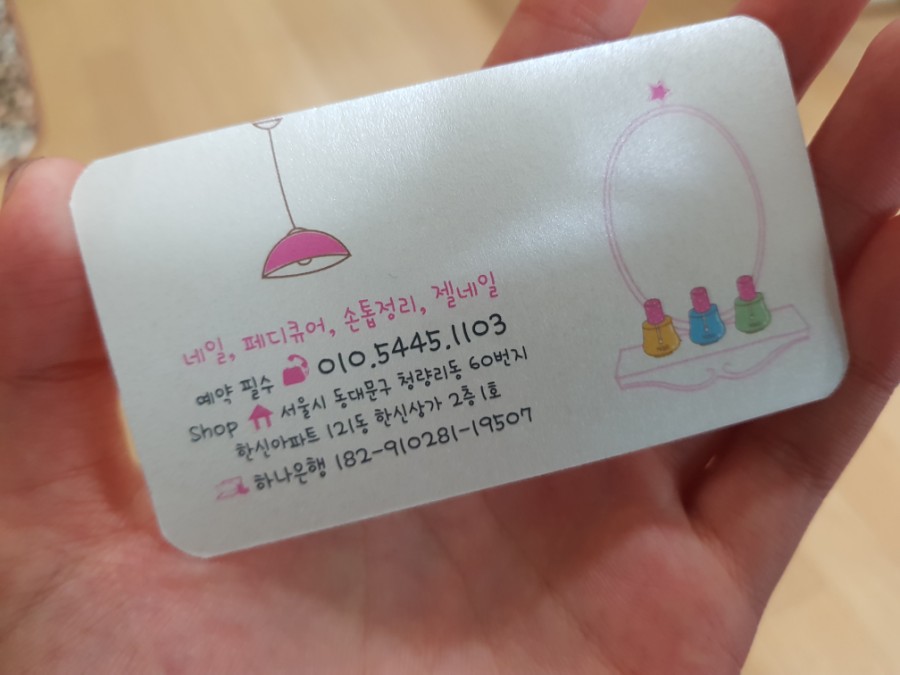 네일, 페디큐어, 손톱정리, 젤네일
예약 필수 010.5445.1103
Shop 서울시 동대문구 청량리동 60번지
한신아파트 121동 한신상가 2층 1호
하나은행 182-910281-19507